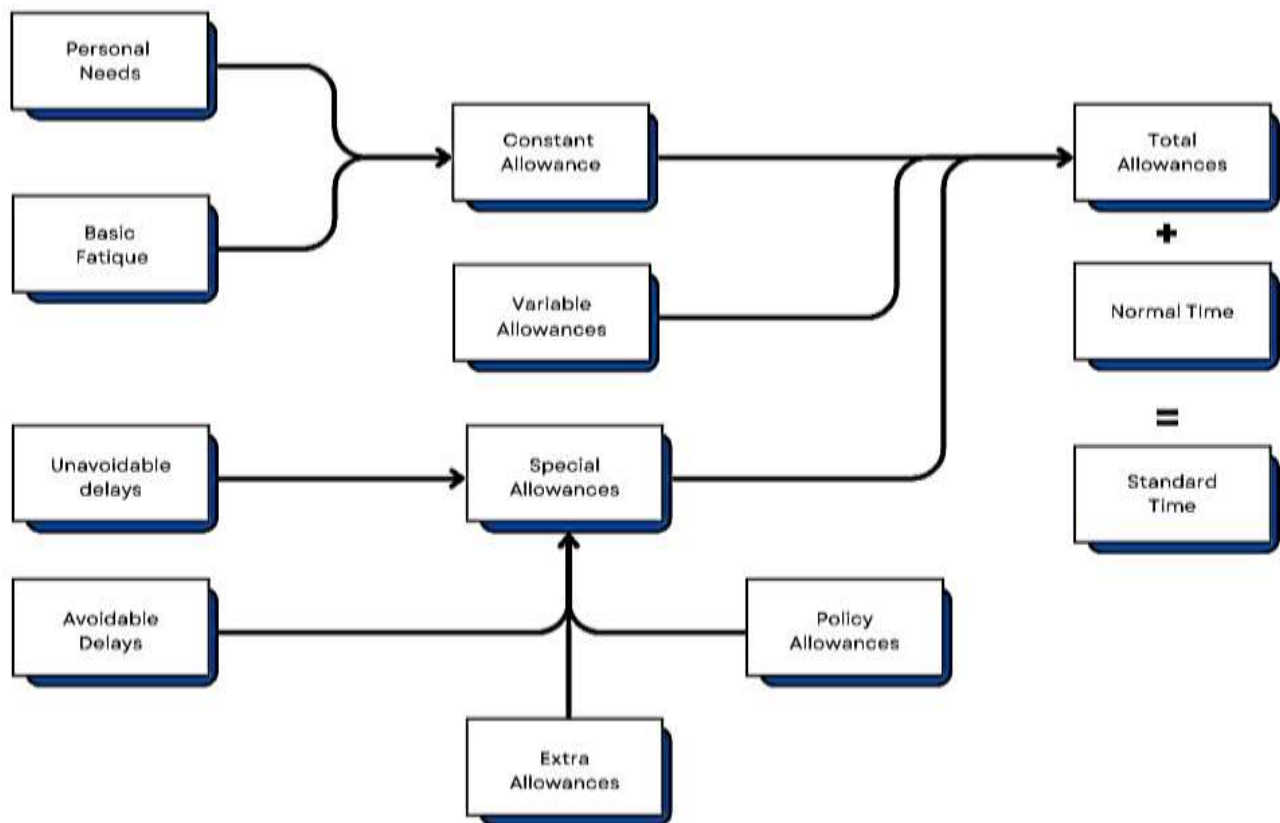 Personal
Needs
Constant
Allowance
Total
Allowances
Basic
Fatique
+
Variable
Allowances
Normal Time
=
Unavoidable
delays
Special
Allowances
Standard
Time
Avoidable
Delays
Policy
Allowances
Extra
Allowances